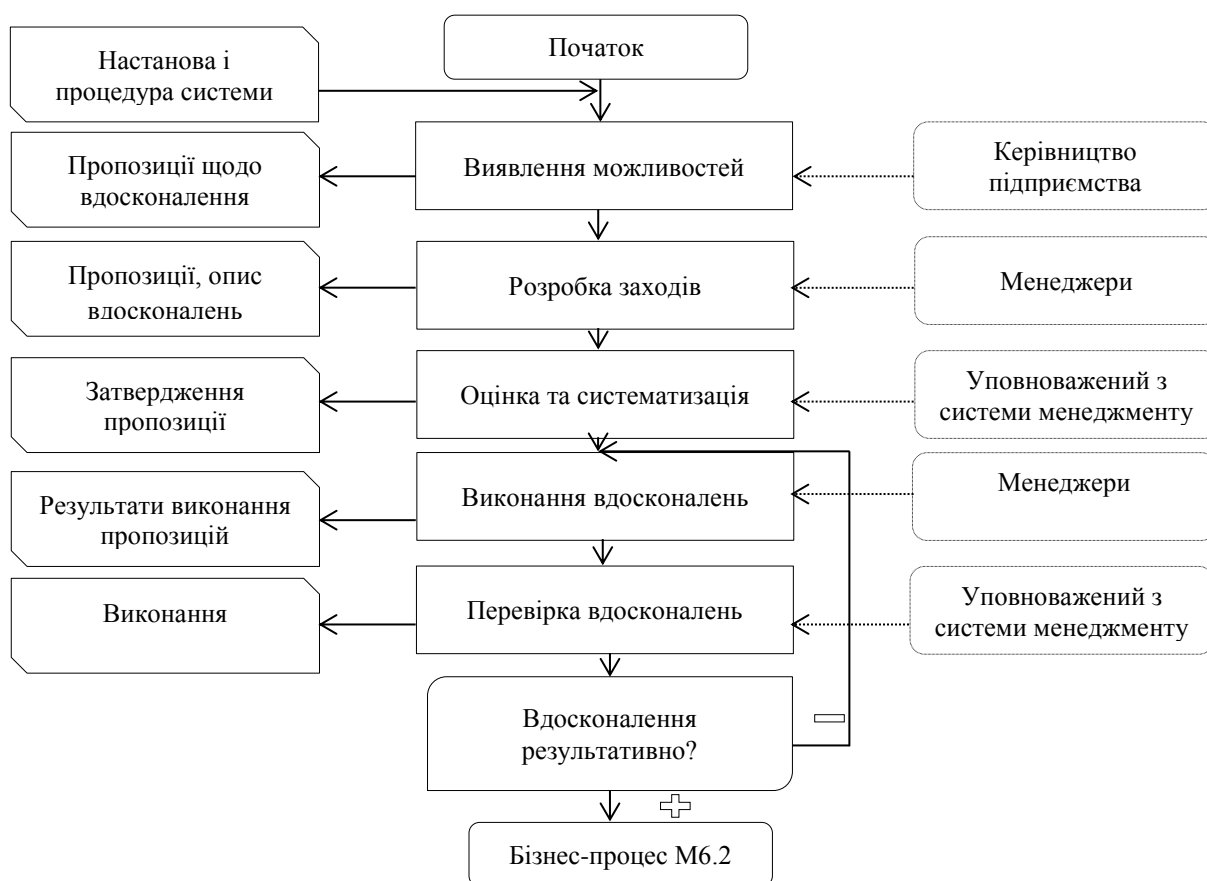 Початок
Настанова і
процедура системи
Виявлення можливостей
Пропозиції щодо
вдосконалення
Керівництво
підприємства
Розробка заходів
Пропозиції, опис
вдосконалень
Менеджери
Оцінка та систематизація
Затвердження
пропозиції
Уповноважений з
системи менеджменту
Виконання вдосконалень
Результати виконання
пропозицій
Менеджери
Перевірка вдосконалень
Виконання
Уповноважений з
системи менеджменту
Вдосконалення
результативно?
Бізнес-процес М6.2